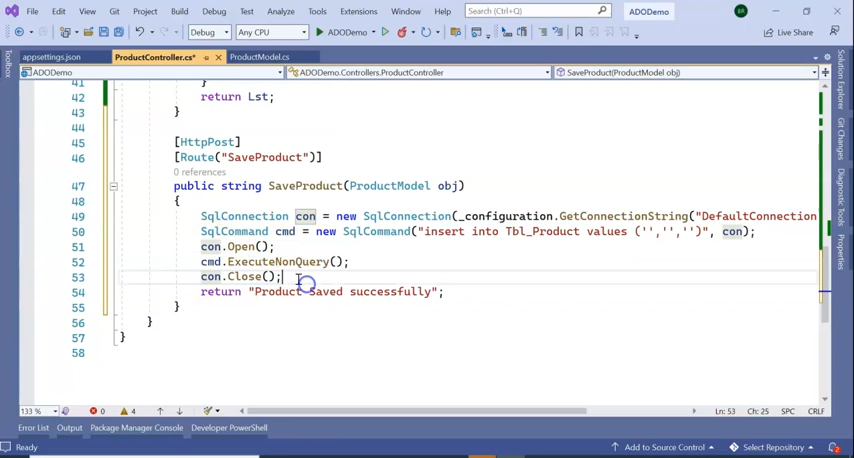 File Edit View Git Project Build Debug Test Analyze Tools Extensions Window Help Search (Ctrl+Q) ADODemo BR
Debug Any CPU ADODemo Live Share
appsettings.json ProductController.cs* ProductModel.cs
ADODemo ADODemo.Controllers.ProductController SaveProduct(ProductModel obj)
41 }
42 return Lst;
43 }
44
45 [HttpPost]
46 [Route("SaveProduct")]
0 references
47 public string SaveProduct(ProductModel obj)
48 {
49 SqlConnection con = new SqlConnection(_configuration.GetConnectionString("DefaultConnection
50 SqlCommand cmd = new SqlCommand("insert into Tbl_Product values ('','','')", con);
51 con.Open();
52 cmd.ExecuteNonQuery();
53 con.Close();
54 return "Product Saved successfully";
55 }
56 }
57 }
58
133 % 0 4 Ln: 53 Ch: 25 SPC CRLF
Error List Output Package Manager Console Developer PowerShell
Ready Add to Source Control Select Repository 2
Toolbox
Solution Explorer
Git Changes
Diagnostic Tools
Properties